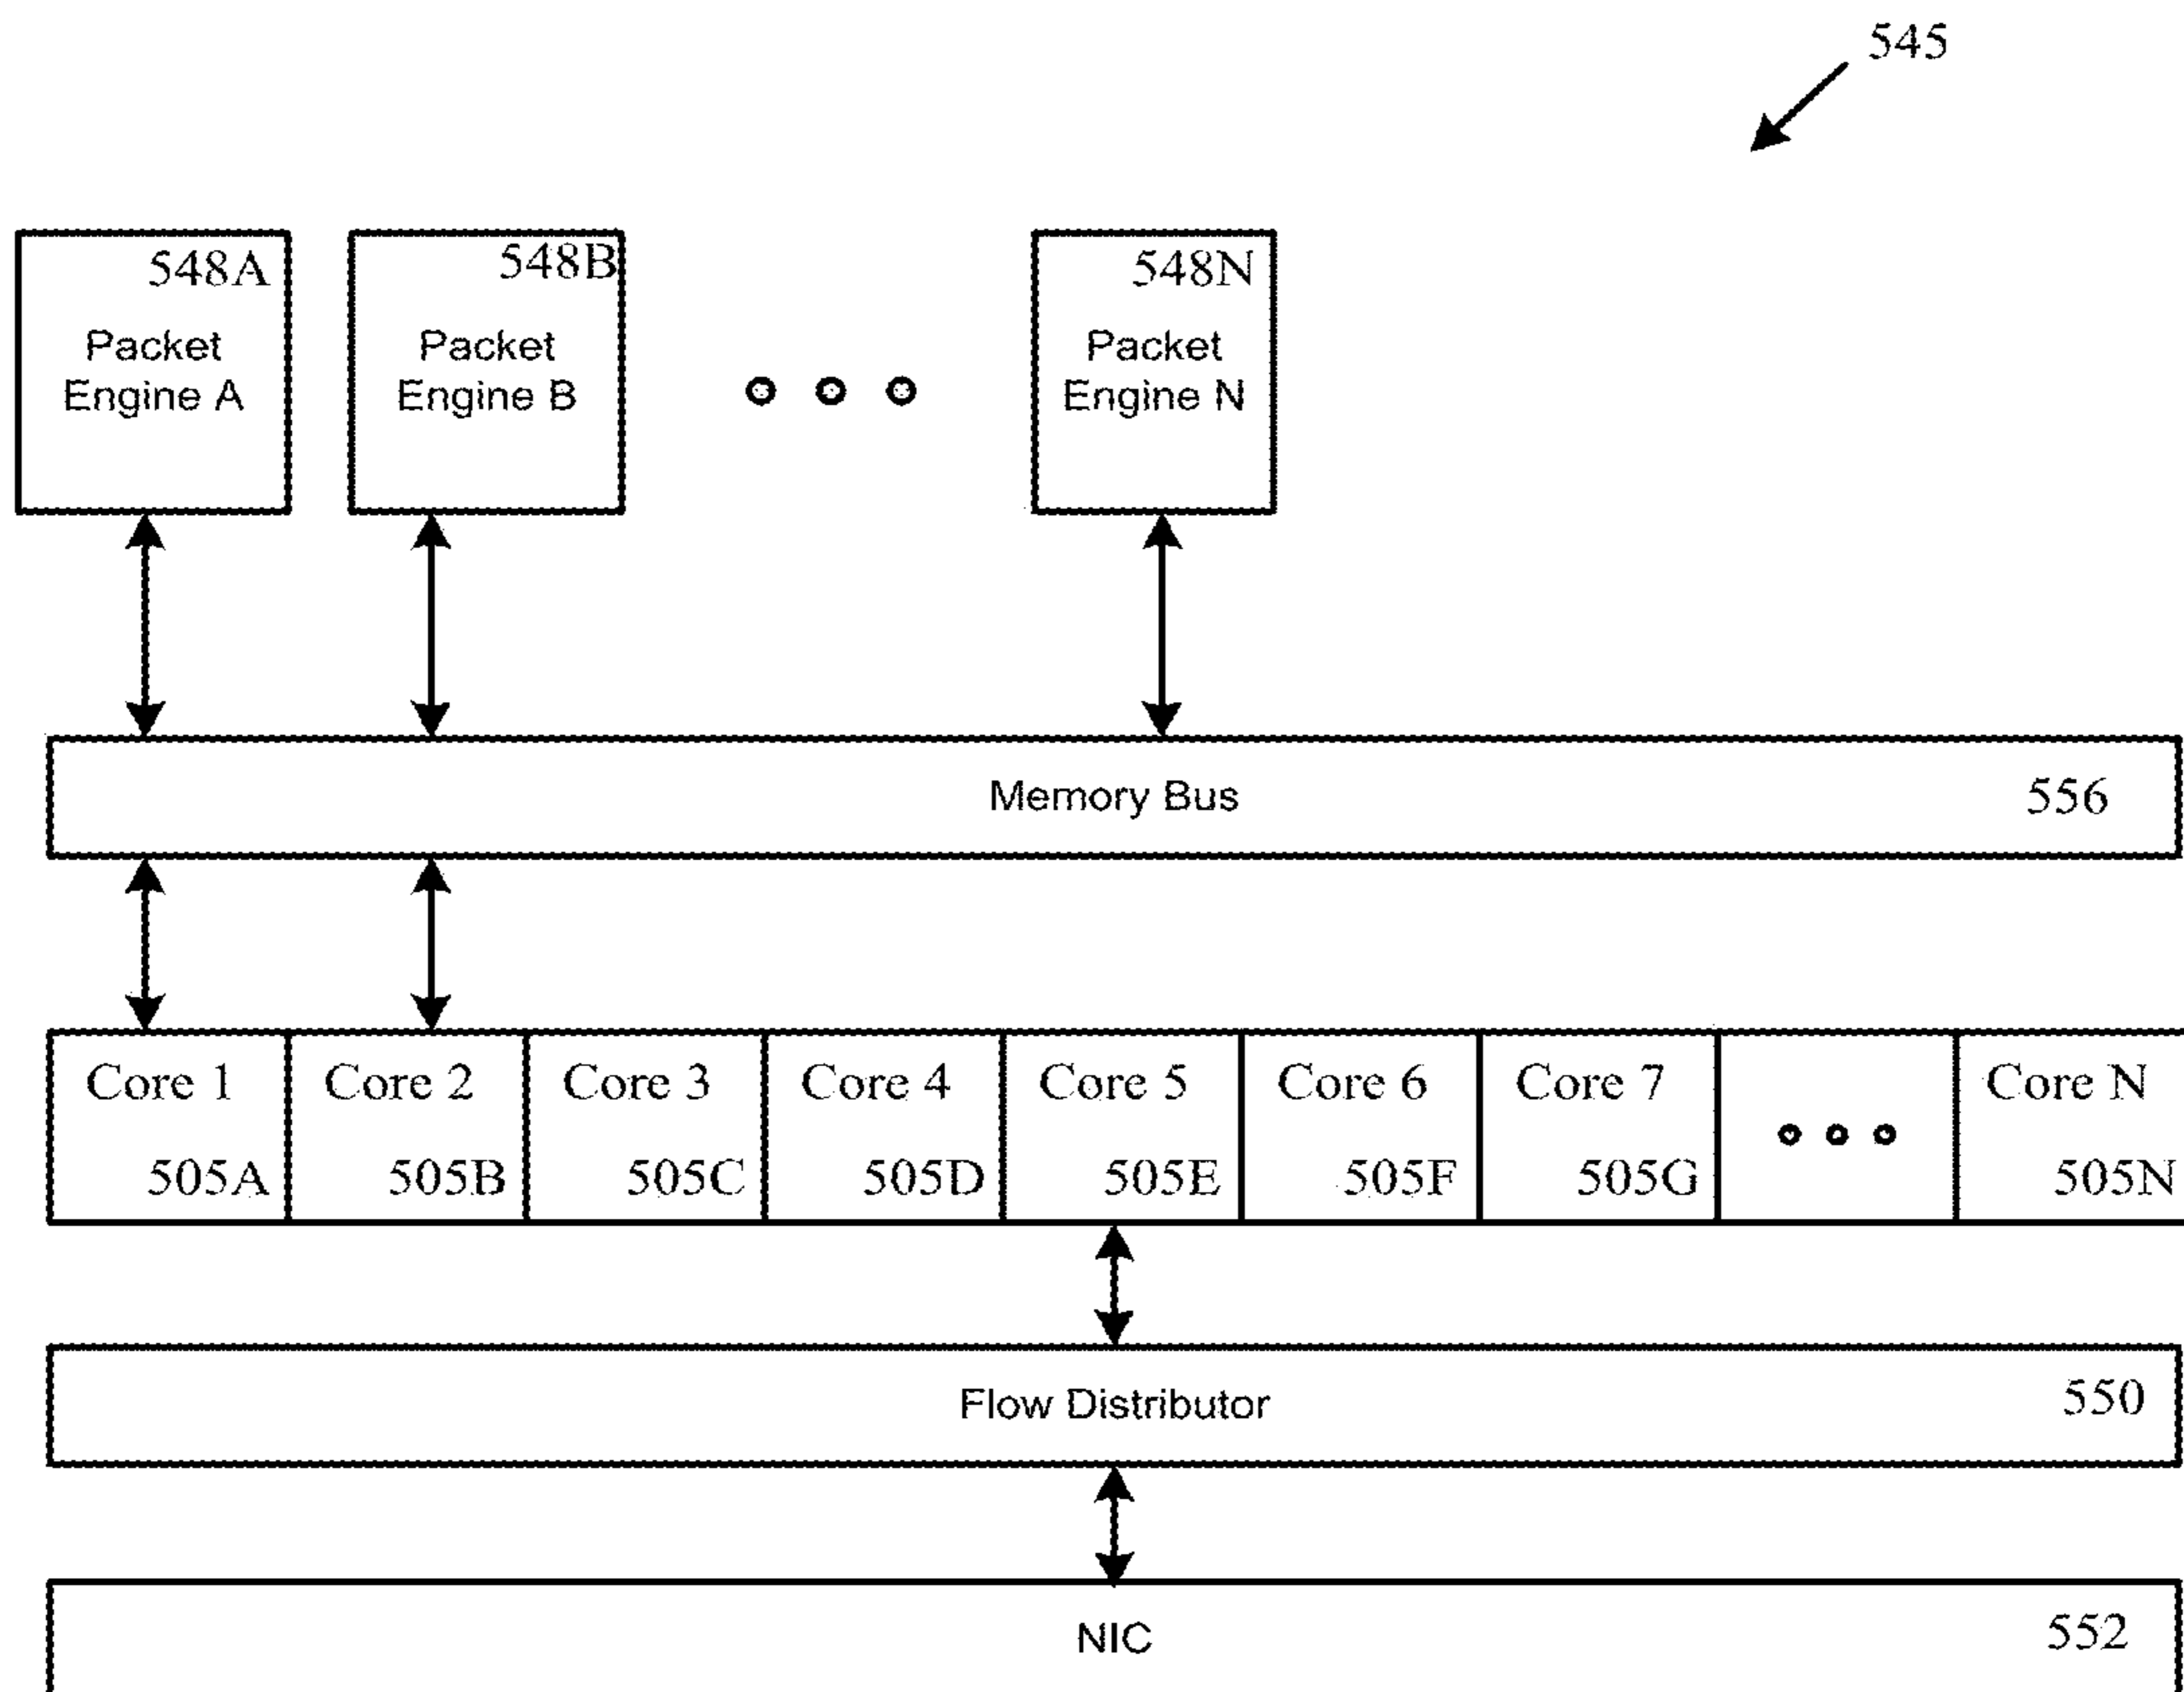 545
548A
Packet
Engine A
548B
Packet
Engine B
548N
Packet
Engine N
Memory Bus
556
Core 1
505A
Core 2
505B
Core 3
505C
Core 4
505D
Core 5
505E
Core 6
505F
Core 7
505G
Core N
505N
Flow Distributor
550
NIC
552